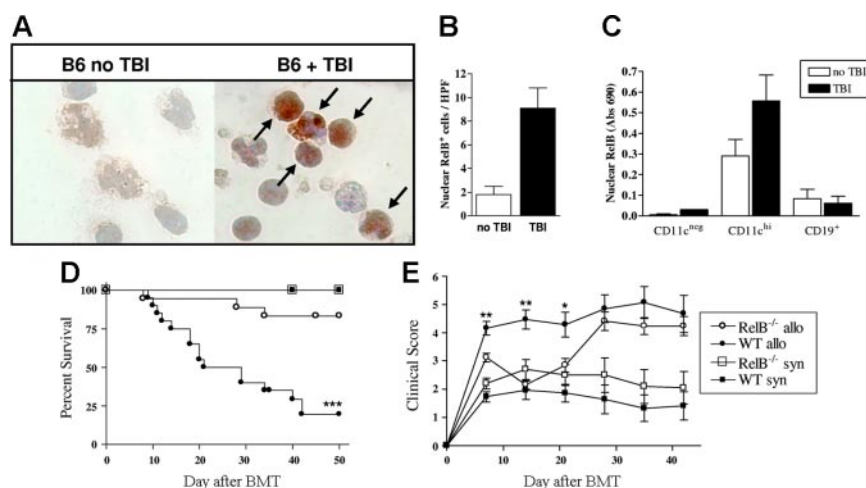 A
B6 no TBI
B6 + TBI
B
Nuclear RelB⁺ cells / HPF
12
10
8
6
4
2
0
no TBI
TBI
C
Nuclear RelB (Abs 690)
0.7
0.6
0.5
0.4
0.3
0.2
0.1
0.0
CD11cⁿᵉᵍ
CD11cʰⁱ
CD19⁺
no TBI
TBI
D
Percent Survival
100
75
50
25
0
0
10
20
30
40
50
***
Day after BMT
E
Clinical Score
6
5
4
3
2
1
0
**
**
*
0
10
20
30
40
Day after BMT
RelB⁻/⁻ allo
WT allo
RelB⁻/⁻ syn
WT syn